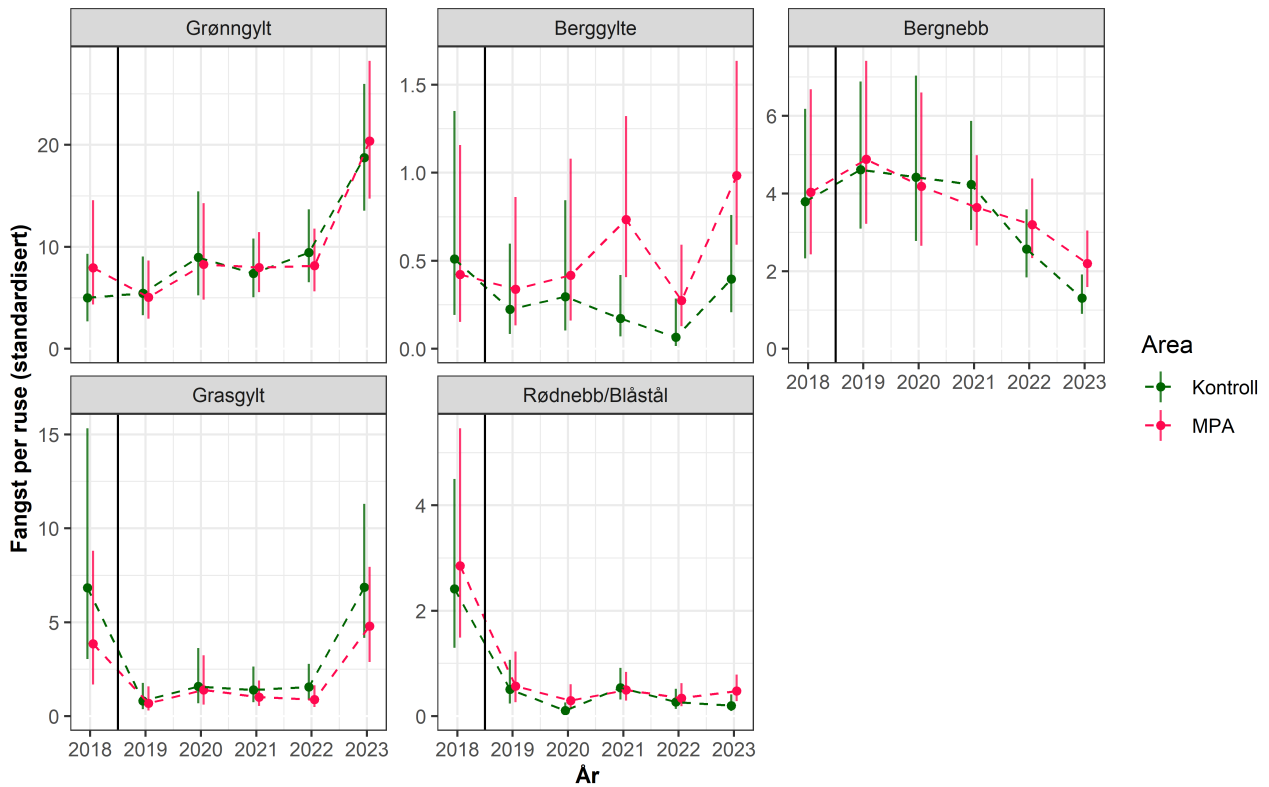 Grønngylt
Berggylte
Bergnebb
20
10
0
1.5
1.0
0.5
0.0
6
4
2
0
2018 2019 2020 2021 2022 2023
Grasgylt
Rødnebb/Blåstål
15
10
5
0
4
2
0
2018 2019 2020 2021 2022 2023
2018 2019 2020 2021 2022 2023
Fangst per ruse (standardisert)
År
Area
Kontroll
MPA